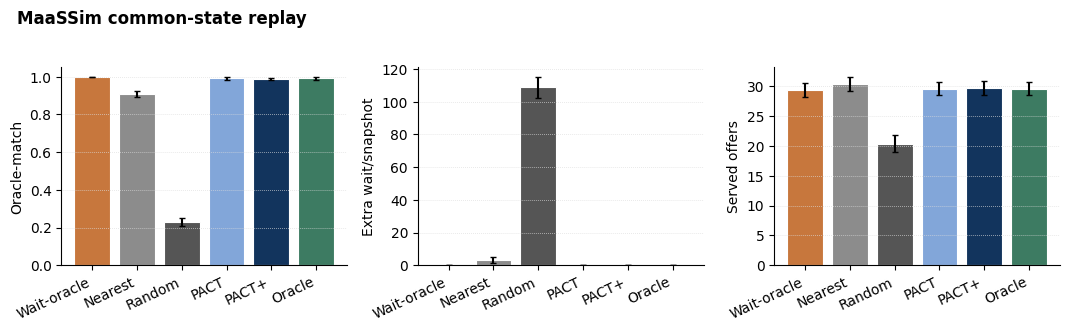 MaaSSim common-state replay
Oracle-match
1.0
0.8
0.6
0.4
0.2
0.0
Wait-oracle
Nearest
Random
PACT
PACT+
Oracle
Extra wait/snapshot
120
100
80
60
40
20
0
Wait-oracle
Nearest
Random
PACT
PACT+
Oracle
Served offers
30
25
20
15
10
5
0
Wait-oracle
Nearest
Random
PACT
PACT+
Oracle